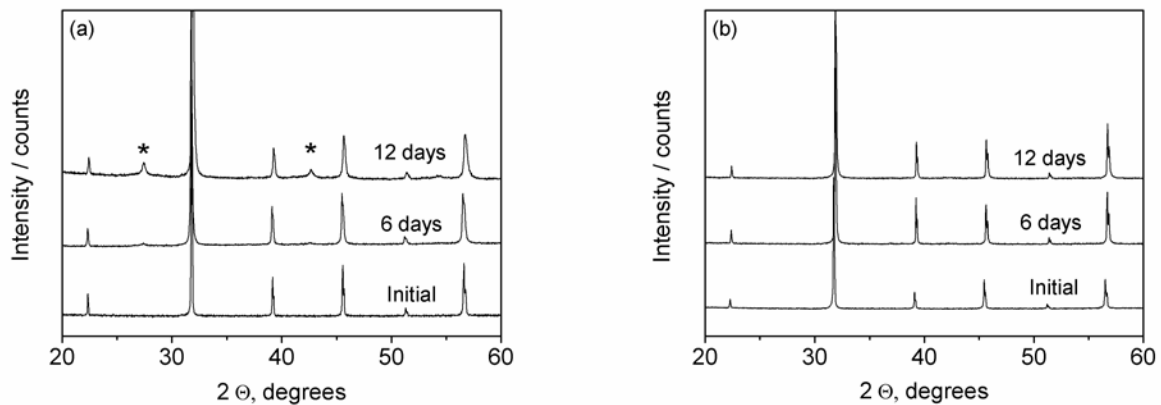 (a)
Intensity / counts
*
*
12 days
6 days
Initial
20 30 40 50 60
2 Θ, degrees
(b)
Intensity / counts
12 days
6 days
Initial
20 30 40 50 60
2 Θ, degrees